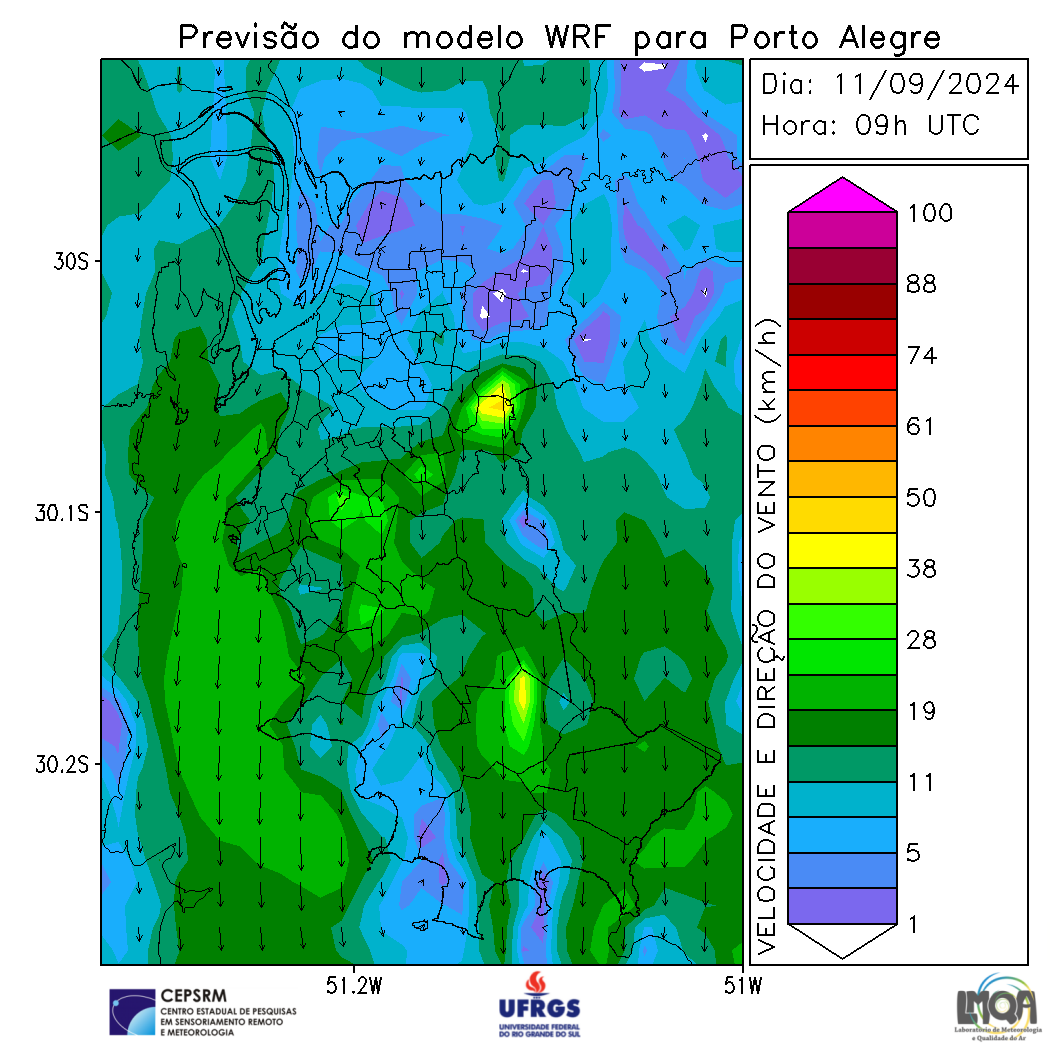 Previsão do modelo WRF para Porto Alegre
Dia: 11/09/2024
Hora: 09h UTC
30S
30.1S
30.2S
51.2W
51W
VELOCIDADE E DIREÇÃO DO VENTO (km/h)
100
88
74
61
50
38
28
19
11
5
1
CEPSRM
CENTRO ESTADUAL DE PESQUISAS
EM SENSORIAMENTO REMOTO
E METEOROLOGIA
UFRGS
UNIVERSIDADE FEDERAL
DO RIO GRANDE DO SUL
LMQA
Laboratório de Meteorologia
e Qualidade do Ar